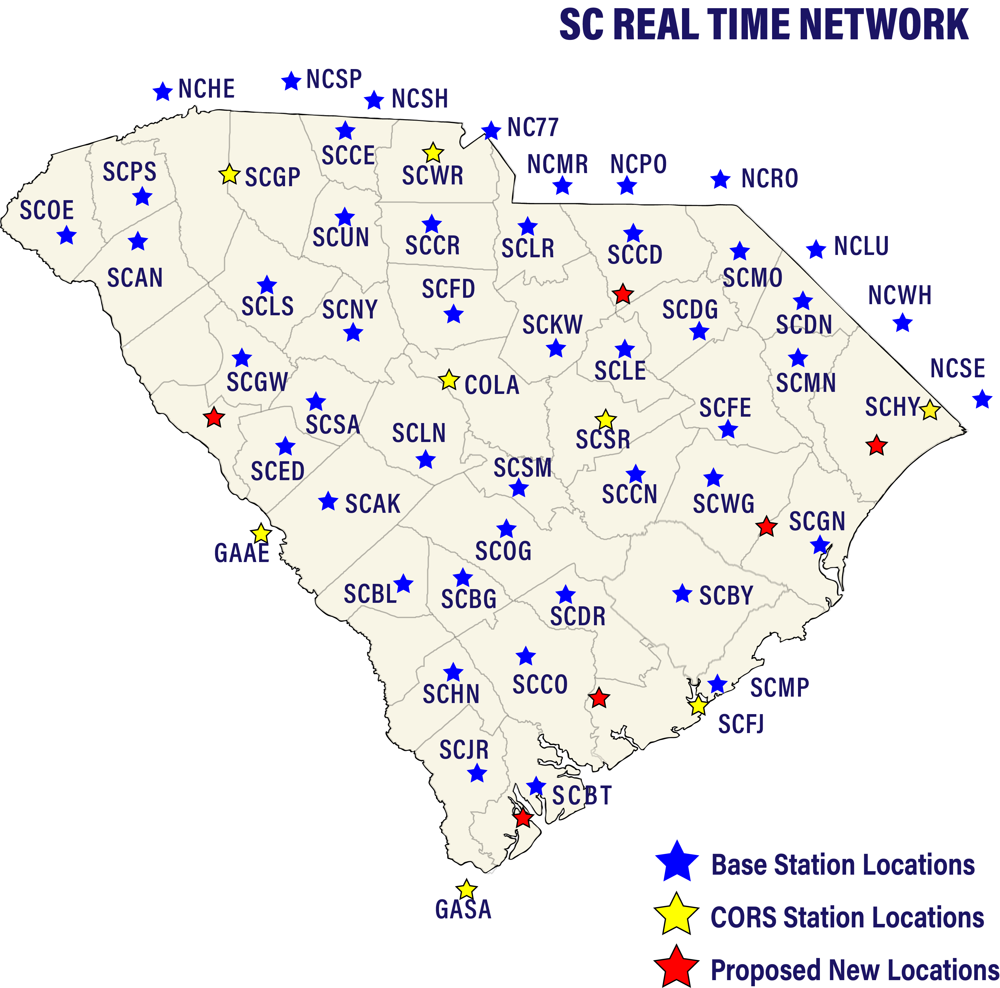 SC REAL TIME NETWORK
NCHE
NCSP
NCSH
NC77
SCCE
NCMR
NCPO
SCPS
SCGP
SCWR
NCRO
SCOE
SCUN
SCCR
SCLR
SCCD
NCLU
SCAN
SCMO
SCFD
NCWH
SCLS
SCNY
SCDG
SCKW
SCDN
SCGW
COLA
SCLE
SCMN
NCSE
SCSA
SCLN
SCSR
SCFE
SCHY
SCED
SCSM
SCAK
SCCN
SCWG
GAAE
SCOG
SCGN
SCBL
SCBG
SCDR
SCBY
SCHN
SCCO
SCMP
SCFJ
SCJR
SCBT
GASA
Base Station Locations
CORS Station Locations
Proposed New Locations